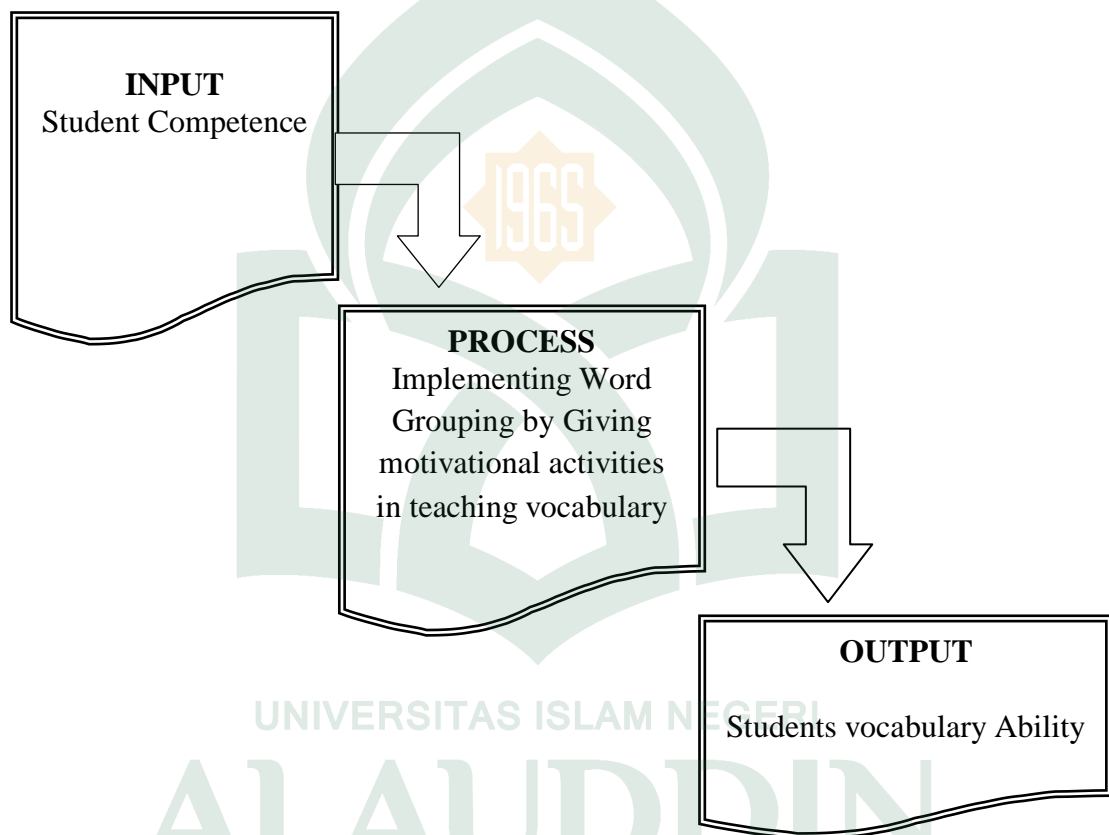 INPUT
Student Competence
1965
PROCESS
Implementing Word
Grouping by Giving
motivational activities
in teaching vocabulary
OUTPUT
Students vocabulary Ability
UNIVERSITAS ISLAM NEGERI
ALAUDDIN